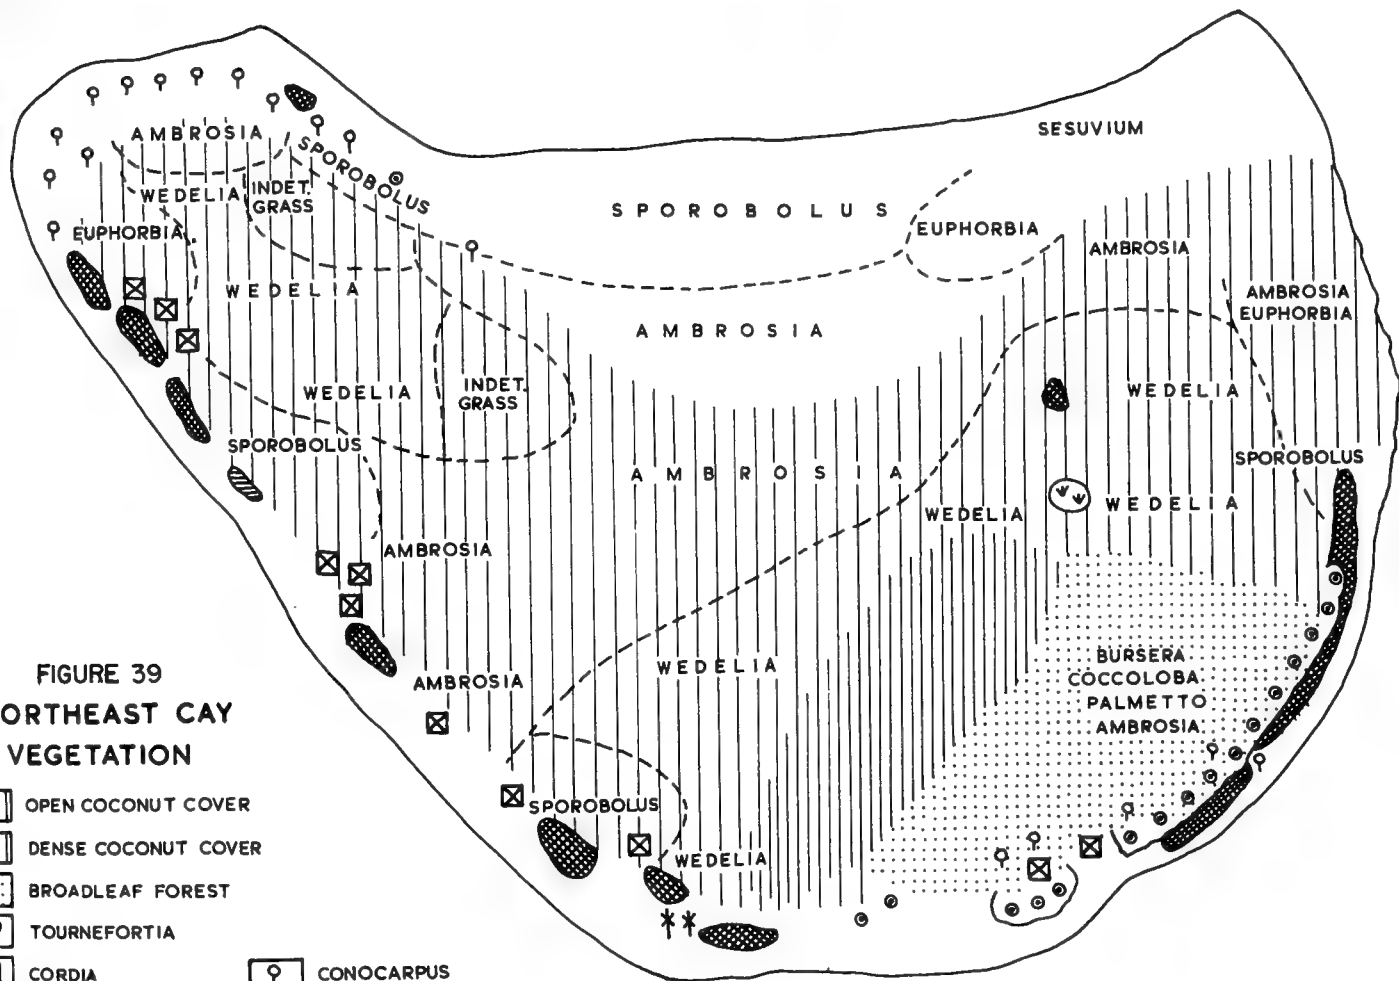 SESUVIUM
AMBROSIA
SPOROBOLUS
WEDELIA
INDET.
GRASS
SPOROBOLUS
EUPHORBIA
EUPHORBIA
AMBROSIA
WEDELIA
AMBROSIA
EUPHORBIA
AMBROSIA
WEDELIA
INDET.
GRASS
WEDELIA
SPOROBOLUS
SPOROBOLUS
AMBROSIA
WEDELIA
WEDELIA
AMBROSIA
WEDELIA
AMBROSIA
BURSERA
COCCOLOBA
PALMETTO
AMBROSIA
SPOROBOLUS
WEDELIA
FIGURE 39
ORTHEAST CAY
VEGETATION
OPEN COCONUT COVER
DENSE COCONUT COVER
BROADLEAF FOREST
TOURNEFORTIA
CORDIA
CONOCARPUS